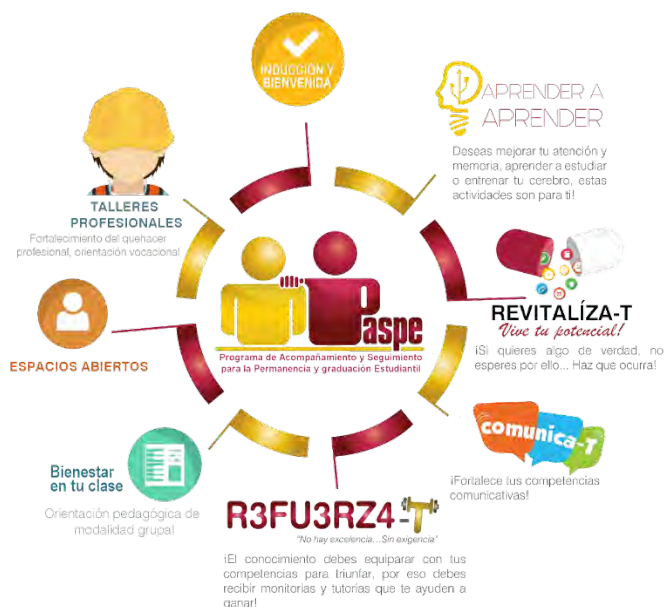 INDUCCIÓN Y
BIENVENIDA
APRENDER A
APRENDER
Deseas mejorar tu atención y
memoria, aprender a estudiar
o entrenar tu cerebro, estas
actividades son para ti!
TALLERES
PROFESIONALES
Fortalecimiento del quehacer
profesional, orientación vocacional
REVITALÍZA-T
Vive tu potencial!
¡Si quieres algo de verdad, no
esperes por ello... Haz que ocurra!
Paspe
Programa de Acompañamiento y Seguimiento
para la Permanencia y graduación Estudiantil
ESPACIOS ABIERTOS
comunica-T
¡Fortalece tus competencias
comunicativas!
Bienestar
en tu clase
Orientación pedagógica de
modalidad grupal
R3FU3RZ4-T
"No hay excelencia...Sin exigencia"
¡El conocimiento debes equiparar con tus
competencias para triunfar, por eso debes
recibir monitorias y tutorías que te ayuden a
ganar!